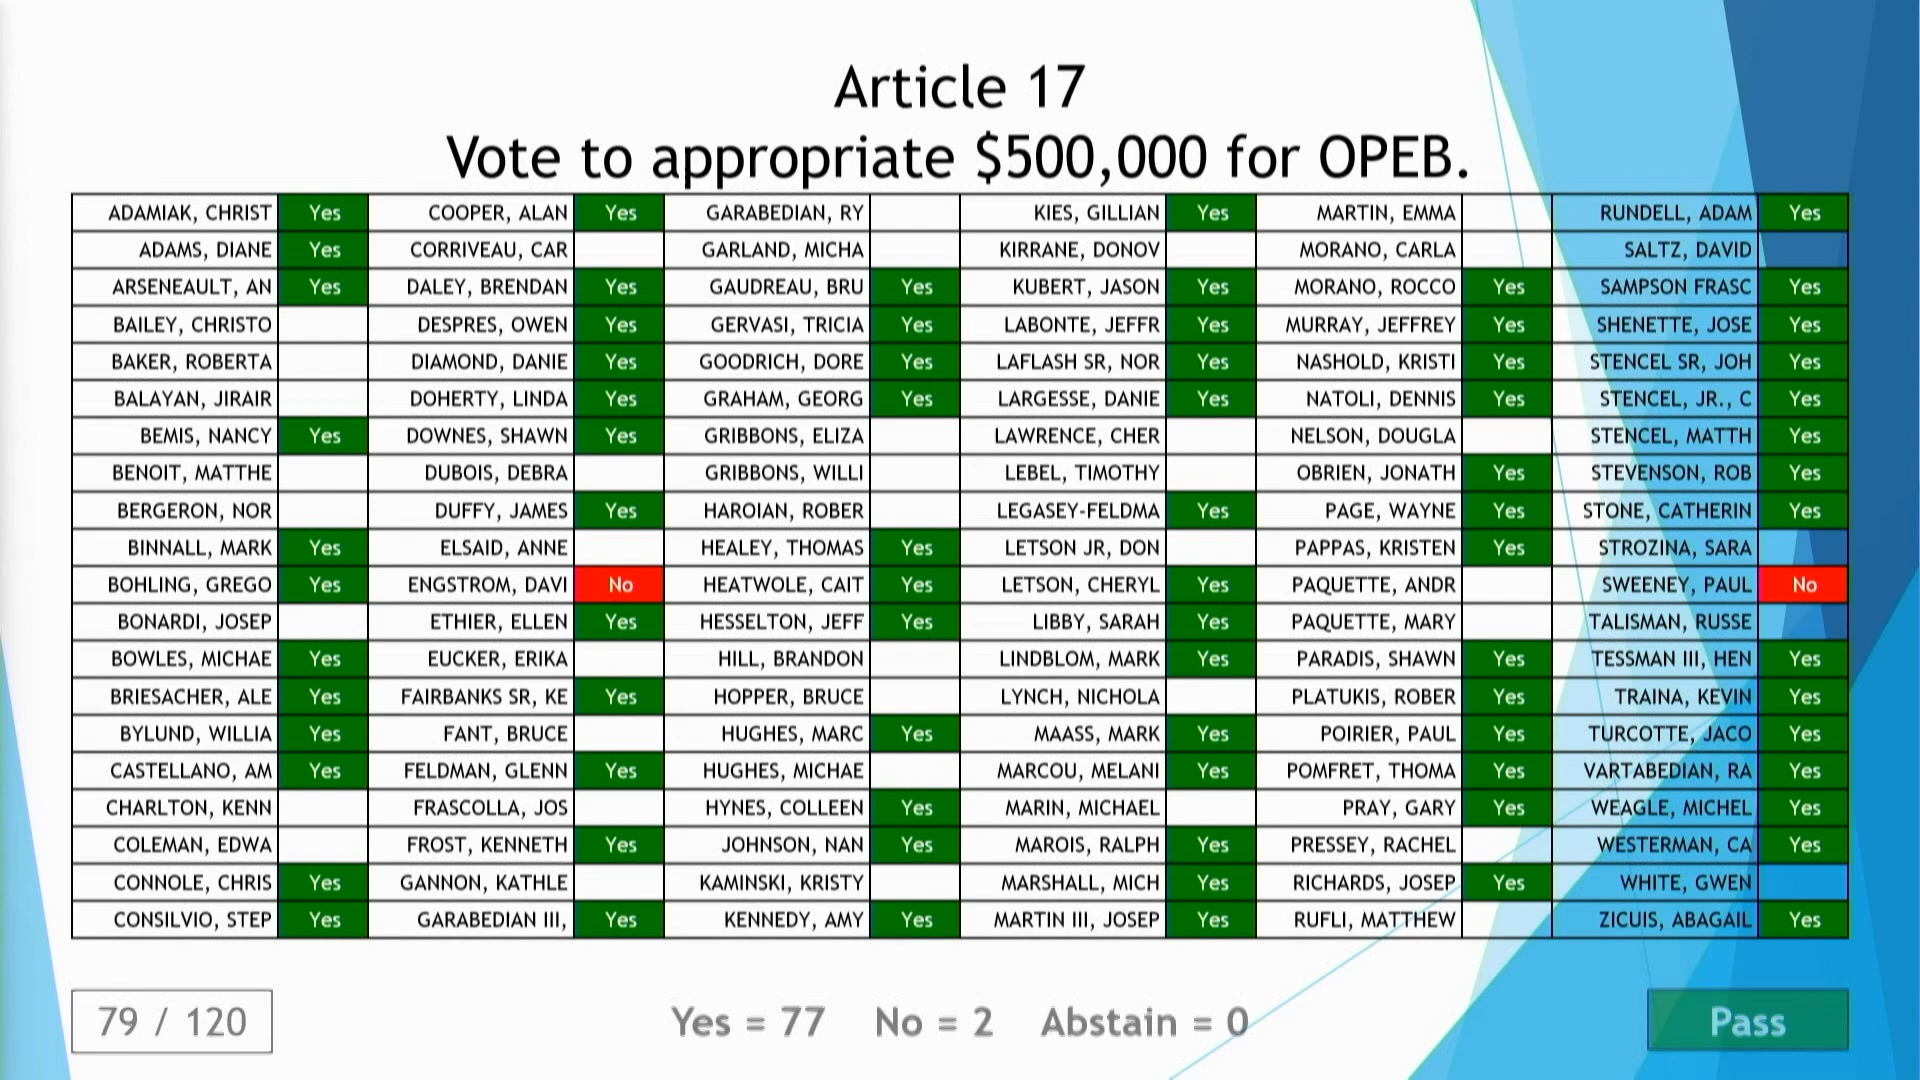 Article 17
Vote to appropriate $500,000 for OPEB.
ADAMIAK, CHRIST Yes COOPER, ALAN Yes GARABEDIAN, RY KIES, GILLIAN Yes MARTIN, EMMA RUNDELL, ADAM Yes
ADAMS, DIANE Yes CORRIVEAU, CAR GARLAND, MICHA KIRRANE, DONOV MORANO, CARLA SALTZ, DAVID
ARSENEAULT, AN Yes DALEY, BRENDAN Yes GAUDREAU, BRU Yes KUBERT, JASON Yes MORANO, ROCCO Yes SAMPSON FRASC Yes
BAILEY, CHRISTO DESPRES, OWEN Yes GERVASI, TRICIA Yes LABONTE, JEFFR Yes MURRAY, JEFFREY Yes SHENETTE, JOSE Yes
BAKER, ROBERTA DIAMOND, DANIE Yes GOODRICH, DORE Yes LAFLASH SR, NOR Yes NASHOLD, KRISTI Yes STENCEL SR, JOH Yes
BALAYAN, JIRAIR DOHERTY, LINDA Yes GRAHAM, GEORG Yes LARGESSE, DANIE Yes NATOLI, DENNIS Yes STENCEL, JR., C Yes
BEMIS, NANCY Yes DOWNES, SHAWN Yes GRIBBONS, ELIZA LAWRENCE, CHER NELSON, DOUGLA STENCEL, MATTH Yes
BENOIT, MATTHE DUBOIS, DEBRA GRIBBONS, WILLI LEBEL, TIMOTHY OBRIEN, JONATH Yes STEVENSON, ROB Yes
BERGERON, NOR DUFFY, JAMES Yes HAROIAN, ROBER LEGASEY-FELDMA Yes PAGE, WAYNE Yes STONE, CATHERIN Yes
BINNALL, MARK Yes ELSAID, ANNE HEALEY, THOMAS Yes LETSON JR, DON PAPPAS, KRISTEN Yes STROZINA, SARA
BOHLING, GREGO Yes ENGSTROM, DAVI No HEATWOLE, CAIT Yes LETSON, CHERYL Yes PAQUETTE, ANDR SWEENEY, PAUL No
BONARDI, JOSEP ETHIER, ELLEN Yes HESSELTON, JEFF Yes LIBBY, SARAH Yes PAQUETTE, MARY TALISMAN, RUSSE
BOWLES, MICHAE Yes EUCKER, ERIKA HILL, BRANDON LINDBLOM, MARK Yes PARADIS, SHAWN Yes TESSMAN III, HEN Yes
BRIESACHER, ALE Yes FAIRBANKS SR, KE Yes HOPPER, BRUCE LYNCH, NICHOLA PLATUKIS, ROBER Yes TRAINA, KEVIN Yes
BYLUND, WILLIA Yes FANT, BRUCE HUGHES, MARC Yes MAASS, MARK Yes POIRIER, PAUL Yes TURCOTTE, JACO Yes
CASTELLANO, AM Yes FELDMAN, GLENN Yes HUGHES, MICHAE MARCOU, MELANI Yes POMFRET, THOMA Yes VARTABEDIAN, RA Yes
CHARLTON, KENN FRASCOLLA, JOS HYNES, COLLEEN Yes MARIN, MICHAEL PRAY, GARY Yes WEAGLE, MICHEL Yes
COLEMAN, EDWA FROST, KENNETH Yes JOHNSON, NAN Yes MAROIS, RALPH Yes PRESSEY, RACHEL WESTERMAN, CA Yes
CONNOLE, CHRIS Yes GANNON, KATHLE KAMINSKI, KRISTY MARSHALL, MICH Yes RICHARDS, JOSEP Yes WHITE, GWEN
CONSILVIO, STEP Yes GARABEDIAN III, Yes KENNEDY, AMY Yes MARTIN III, JOSEP Yes RUFLI, MATTHEW ZICUIS, ABAGAIL Yes
79 / 120 Yes = 77 No = 2 Abstain = 0 Pass